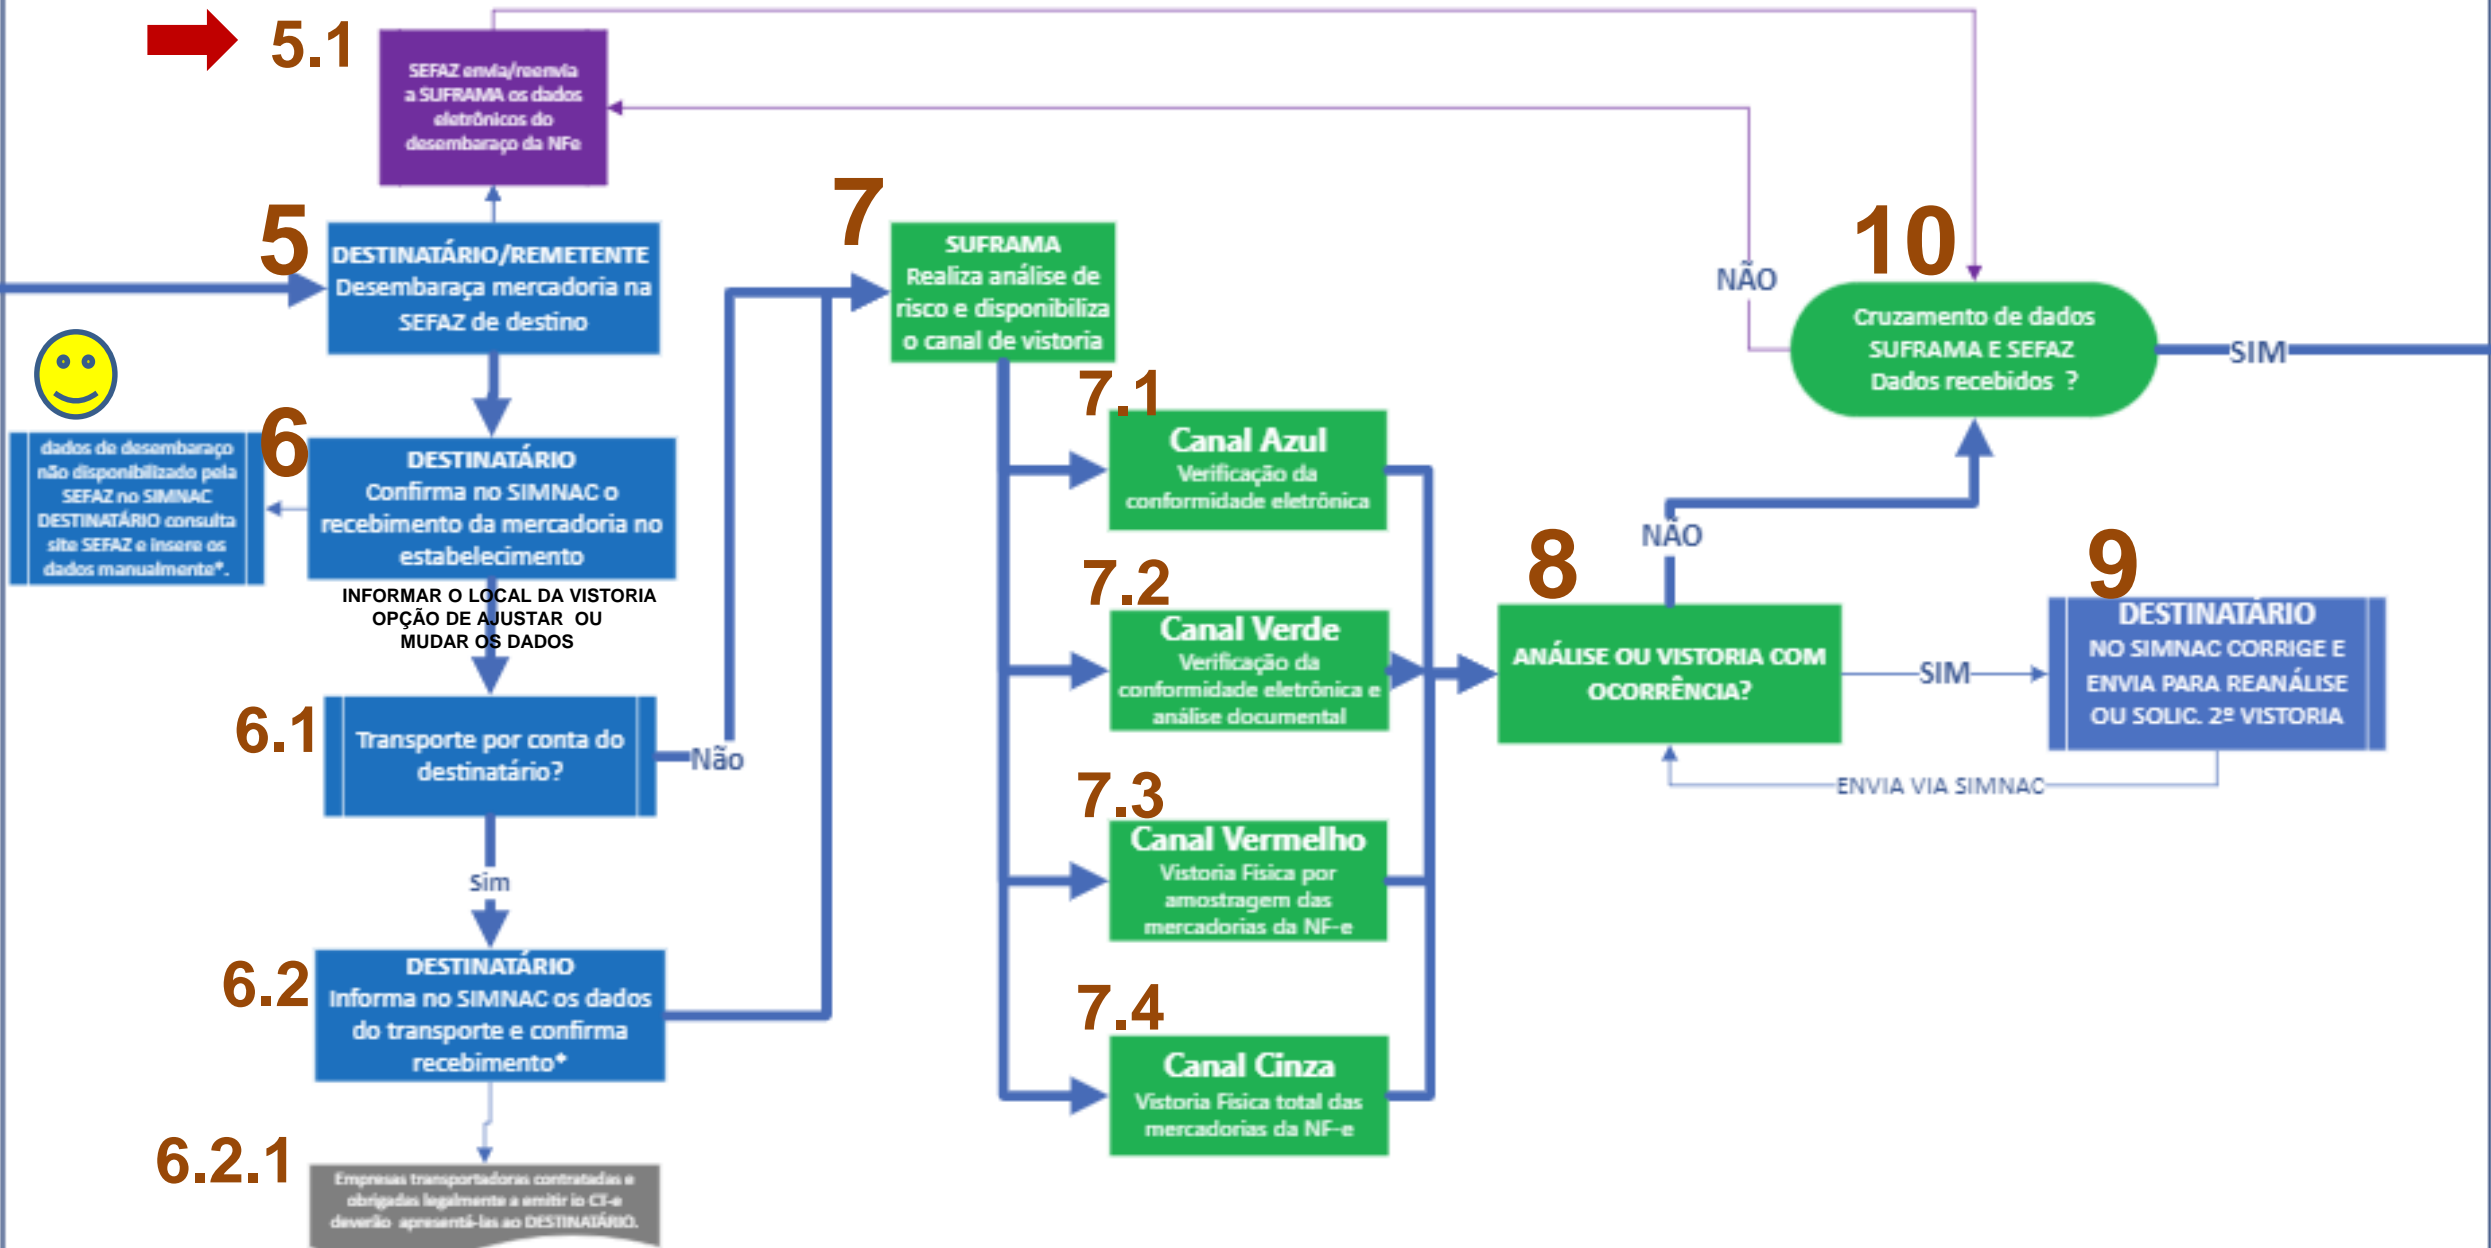 5.1
SEFAZ envia/reenvia
a SUFRAMA os dados
eletrônicos do
desembaraço da NFe
5
DESTINATÁRIO/REMETENTE
Desembaraça mercadoria na
SEFAZ de destino
dados de desembaraço
não disponibilizado pela
SEFAZ no SIMNAC
DESTINATÁRIO consulta
site SEFAZ e insere os
dados manualmente*.
6
DESTINATÁRIO
Confirma no SIMNAC o
recebimento da mercadoria no
estabelecimento
INFORMAR O LOCAL DA VISTORIA
OPÇÃO DE AJUSTAR OU
MUDAR OS DADOS
6.1
Transporte por conta do
destinatário?
Não
Sim
6.2
DESTINATÁRIO
Informa no SIMNAC os dados
do transporte e confirma
recebimento*
6.2.1
Empresas transportadoras contratadas e
obrigadas legalmente a emitir io CT-e
deverão apresentá-las ao DESTINATÁRIO.
7
SUFRAMA
Realiza análise de
risco e disponibiliza
o canal de vistoria
7.1
Canal Azul
Verificação da
conformidade eletrônica
7.2
Canal Verde
Verificação da
conformidade eletrônica e
análise documental
7.3
Canal Vermelho
Vistoria Física por
amostragem das
mercadorias da NF-e
7.4
Canal Cinza
Vistoria Física total das
mercadorias da NF-e
8
ANÁLISE OU VISTORIA COM
OCORRÊNCIA?
NÃO
SIM
9
DESTINATÁRIO
NO SIMNAC CORRIGE E
ENVIA PARA REANÁLISE
OU SOLIC. 2ª VISTORIA
ENVIA VIA SIMNAC
10
Cruzamento de dados
SUFRAMA E SEFAZ
Dados recebidos ?
NÃO
SIM